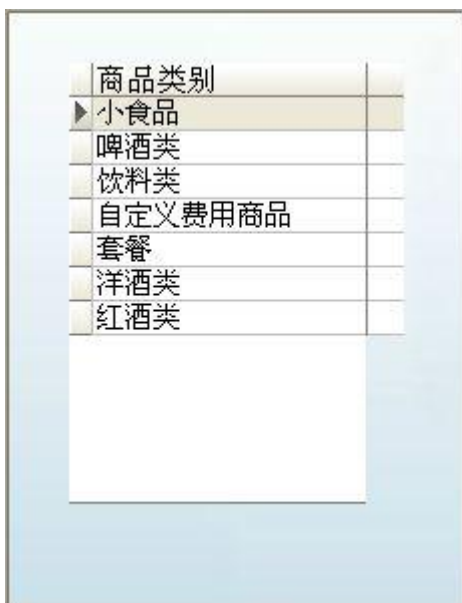 商品类别
小食品
啤酒类
饮料类
自定义费用商品
套餐
洋酒类
红酒类